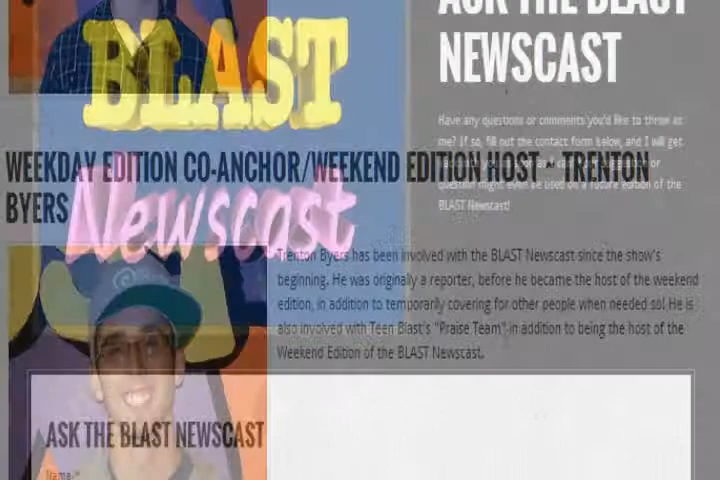 ASK THE BLAST
NEWSCAST
BLAST
Newscast
Have any questions or comments you'd like to throw at
me? If so, fill out the contact form below, and I will get
question might even be used on a future edition of the
BLAST Newscast!
WEEKDAY EDITION CO-ANCHOR/WEEKEND EDITION HOST - TRENTON
BYERS
Trenton Byers has been involved with the BLAST Newscast since the show's
beginning. He was originally a reporter, before he became the host of the weekend
edition, in addition to temporarily covering for other people when needed so! He is
also involved with Teen Blast's "Praise Team" in addition to being the host of the
Weekend Edition of the BLAST Newscast.
ASK THE BLAST NEWSCAST
Name *